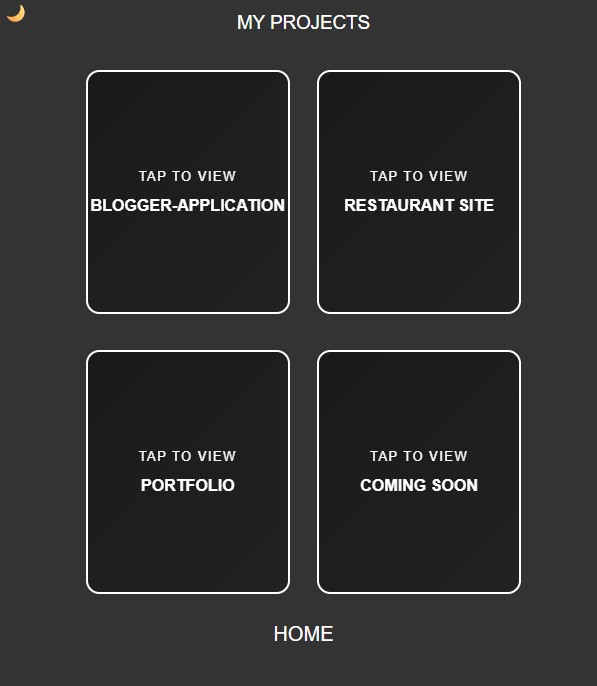 MY PROJECTS
TAP TO VIEW
BLOGGER-APPLICATION
TAP TO VIEW
RESTAURANT SITE
TAP TO VIEW
PORTFOLIO
TAP TO VIEW
COMING SOON
HOME